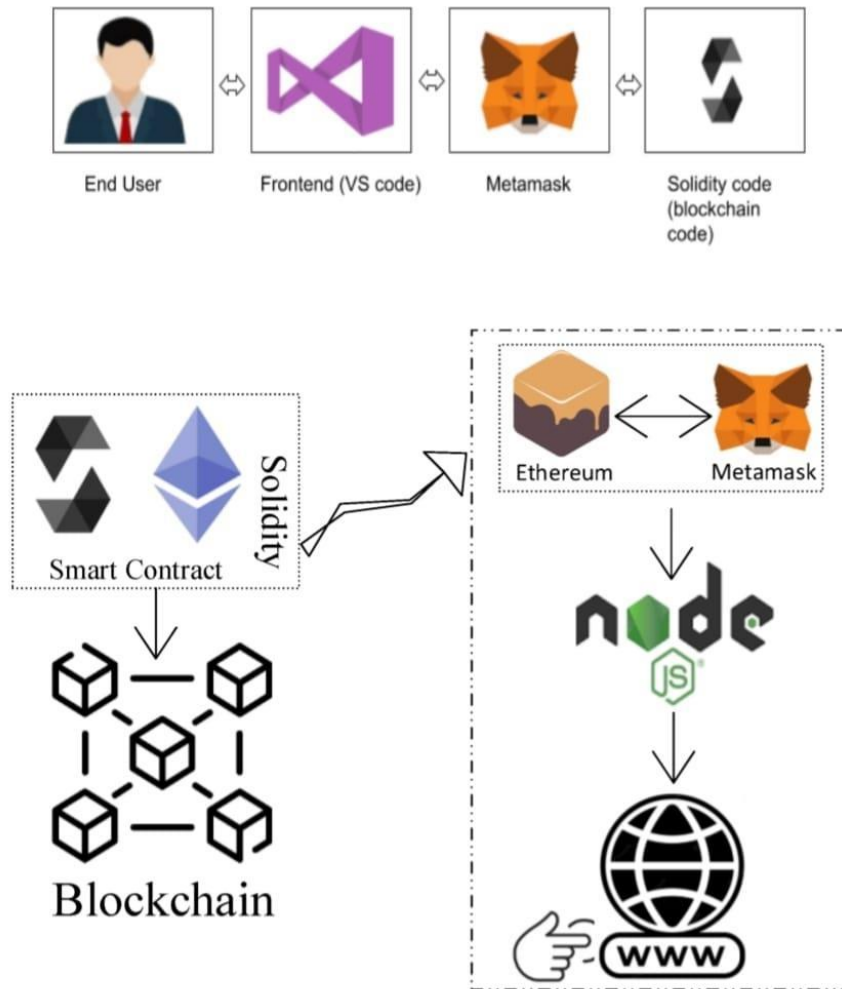 End User
Frontend (VS code)
Metamask
Solidity code
(blockchain
code)
Solidity
Smart Contract
Ethereum
Metamask
node
JS
Blockchain
www